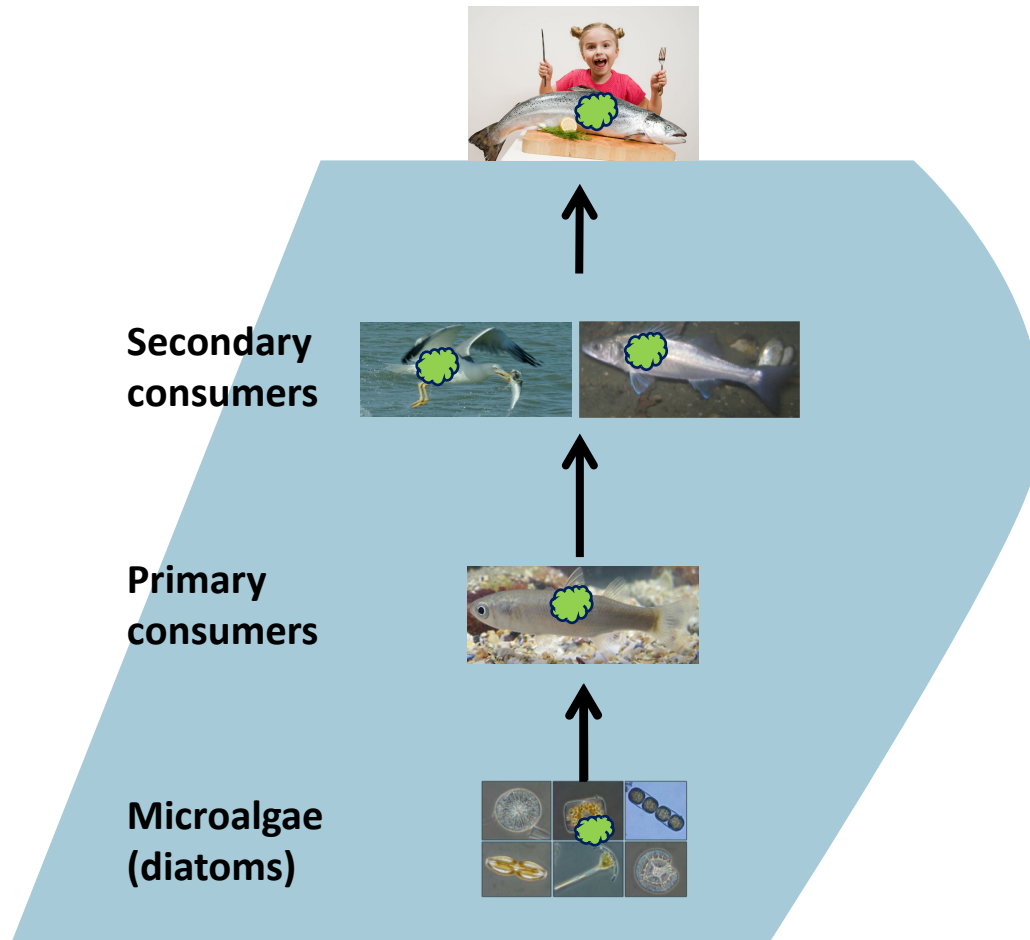 Secondary
consumers
Primary
consumers
Microalgae
(diatoms)